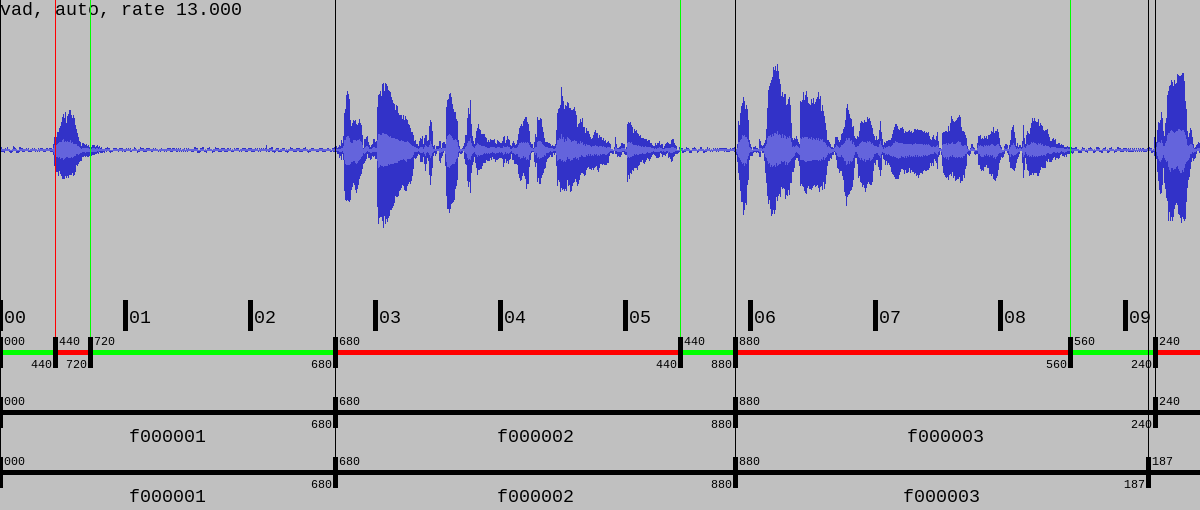 vad, auto, rate 13.000
00 01 02 03 04 05 06 07 08 09
000 440 720 680 440 880 560 240
440 720 680 440 880 560 240
000 680 880 240
680 880 240
f000001 f000002 f000003
000 680 880 187
680 880 187
f000001 f000002 f000003